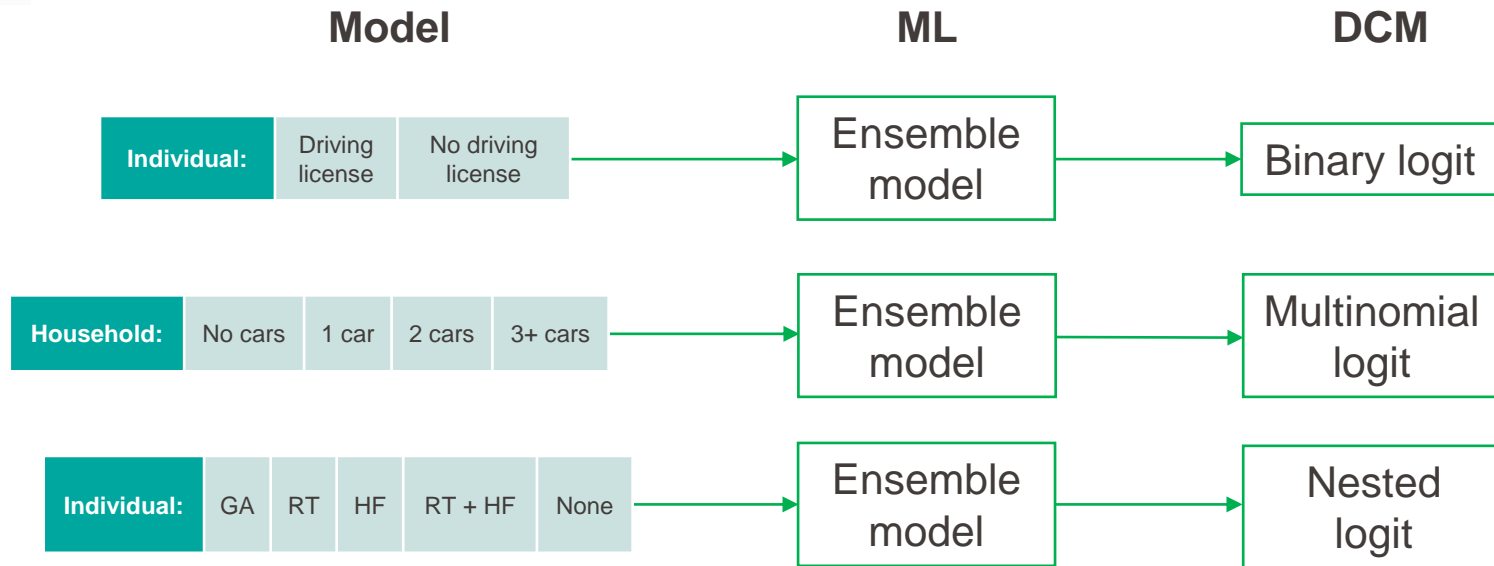 Model ML DCM
Individual: Driving license No driving license Ensemble model Binary logit
Household: No cars 1 car 2 cars 3+ cars Ensemble model Multinomial logit
Individual: GA RT HF RT + HF None Ensemble model Nested logit